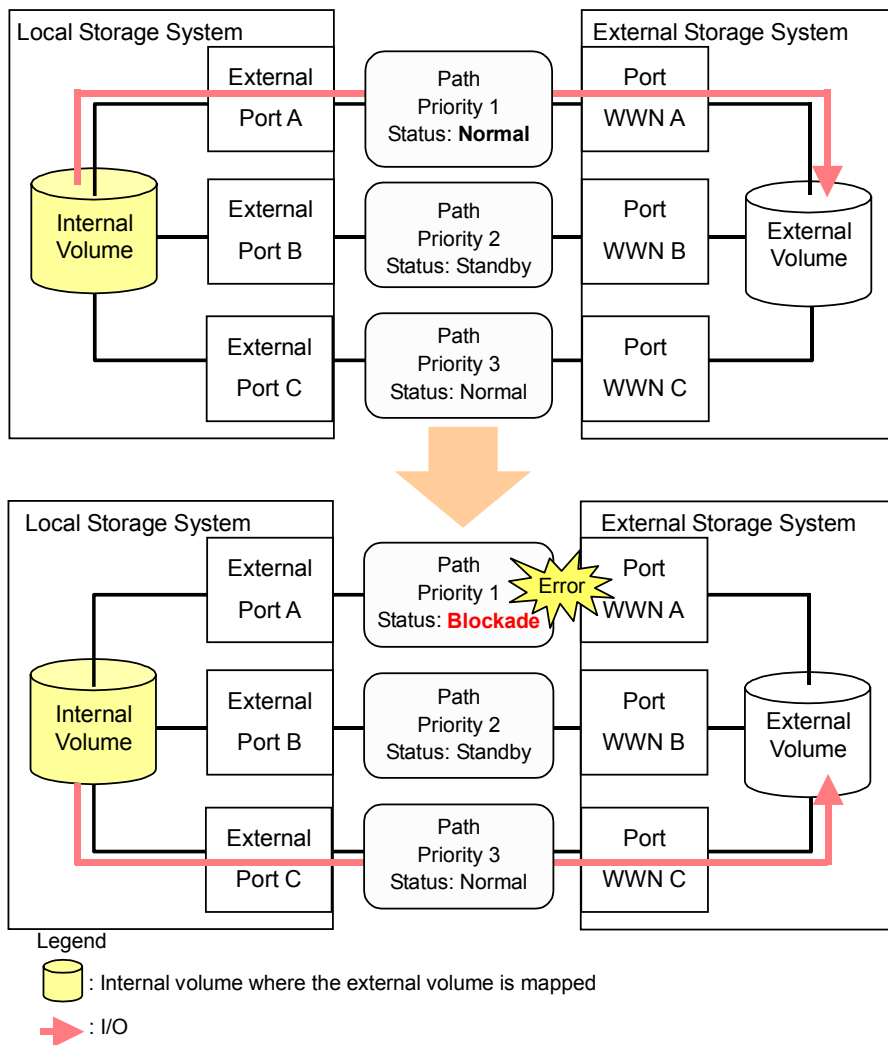 Local Storage System
External Storage System
External
Port A
Path
Priority 1
Status: Normal
Port
WWN A
Internal
Volume
External
Port B
Path
Priority 2
Status: Standby
Port
WWN B
External
Volume
External
Port C
Path
Priority 3
Status: Normal
Port
WWN C
Local Storage System
External Storage System
External
Port A
Path
Priority 1
Status: Blockade
Error
Port
WWN A
Internal
Volume
External
Port B
Path
Priority 2
Status: Standby
Port
WWN B
External
Volume
External
Port C
Path
Priority 3
Status: Normal
Port
WWN C
Legend
: Internal volume where the external volume is mapped
: I/O